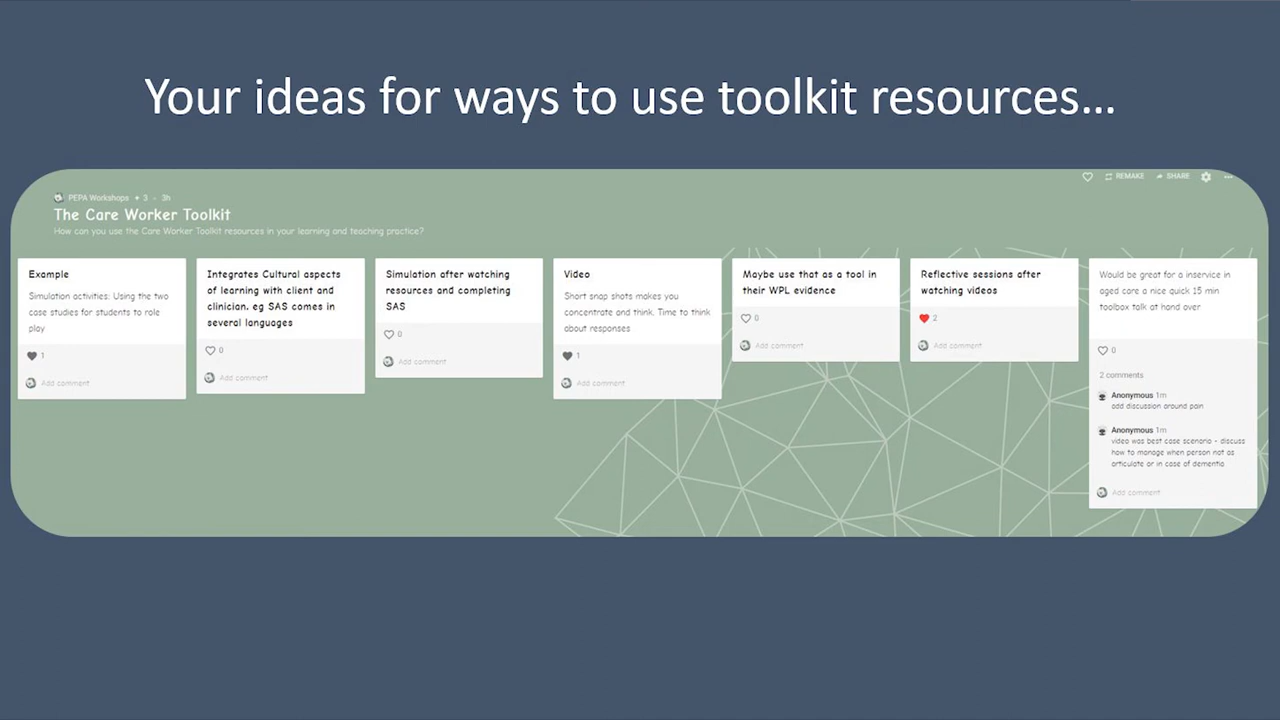 Your ideas for ways to use toolkit resources...
REMAKE SHARE
PEPA Workshops + 3 - 3h
The Care Worker Toolkit
How can you use the Care Worker Toolkit resources in your learning and teaching practice?
Example
Simulation activities: Using the two
case studies for students to role
play
1
Add comment
Integrates Cultural aspects
of learning with client and
clinician. eg SAS comes in
several languages
0
Add comment
Simulation after watching
resources and completing
SAS
0
Add comment
Video
Short snap shots makes you
concentrate and think. Time to think
about responses
1
Add comment
Maybe use that as a tool in
their WPL evidence
0
Add comment
Reflective sessions after
watching videos
2
Add comment
Would be great for a inservice in
aged care a nice quick 15 min
toolbox talk at hand over
0
2 comments
Anonymous 1m
add discussion around pain
Anonymous 1m
video was best case scenario - discuss
how to manage when person not as
articulate or in case of dementia
Add comment